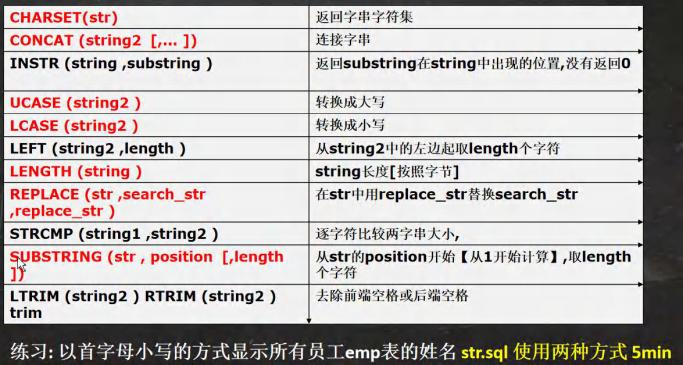 CHARSET(str) 返回字串字符集
CONCAT (string2 [,... ]) 连接字串
INSTR (string ,substring ) 返回substring在string中出现的位置,没有返回0
UCASE (string2 ) 转换成大写
LCASE (string2 ) 转换成小写
LEFT (string2 ,length ) 从string2中的左边起取length个字符
LENGTH (string ) string长度[按照字节]
REPLACE (str ,search_str 在str中用replace_str替换search_str
,replace_str )
STRCMP (string1 ,string2 ) 逐字符比较两字串大小,
SUBSTRING (str , position [,length 从str的position开始【从1开始计算】,取length
]) 个字符
LTRIM (string2 ) RTRIM (string2 ) 去除前端空格或后端空格
trim
练习: 以首字母小写的方式显示所有员工emp表的姓名 str.sql 使用两种方式 5min